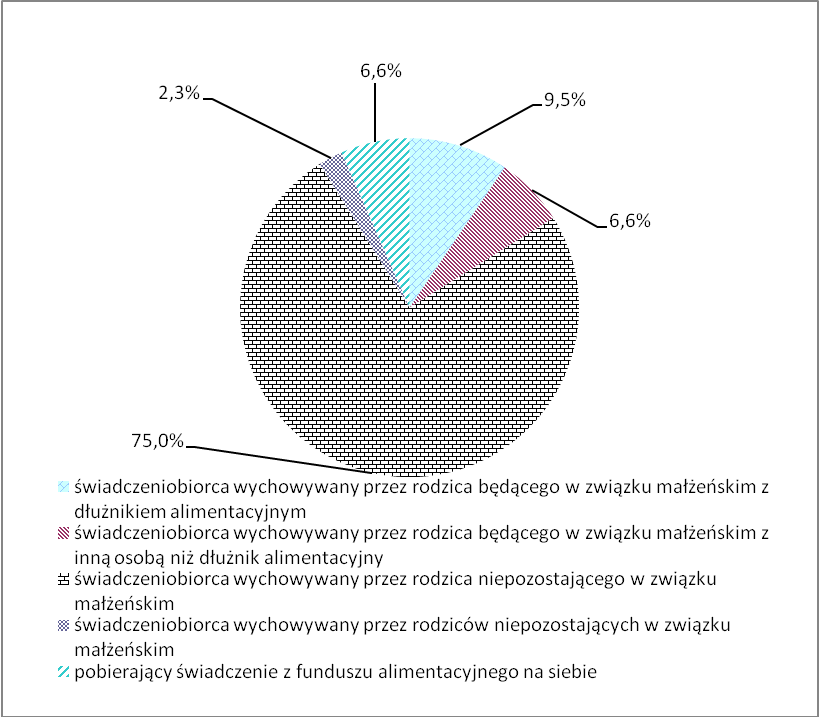 6,6%
2,3%
9,5%
6,6%
75,0%
świadczeniobiorca wychowywany przez rodzica będącego w związku małżeńskim z
dłużnikiem alimentacyjnym
świadczeniobiorca wychowywany przez rodzica będącego w związku małżeńskim z
inną osobą niż dłużnik alimentacyjny
świadczeniobiorca wychowywany przez rodzica niepozostającego w związku
małżeńskim
świadczeniobiorca wychowywany przez rodziców niepozostających w związku
małżeńskim
pobierający świadczenie z funduszu alimentacyjnego na siebie